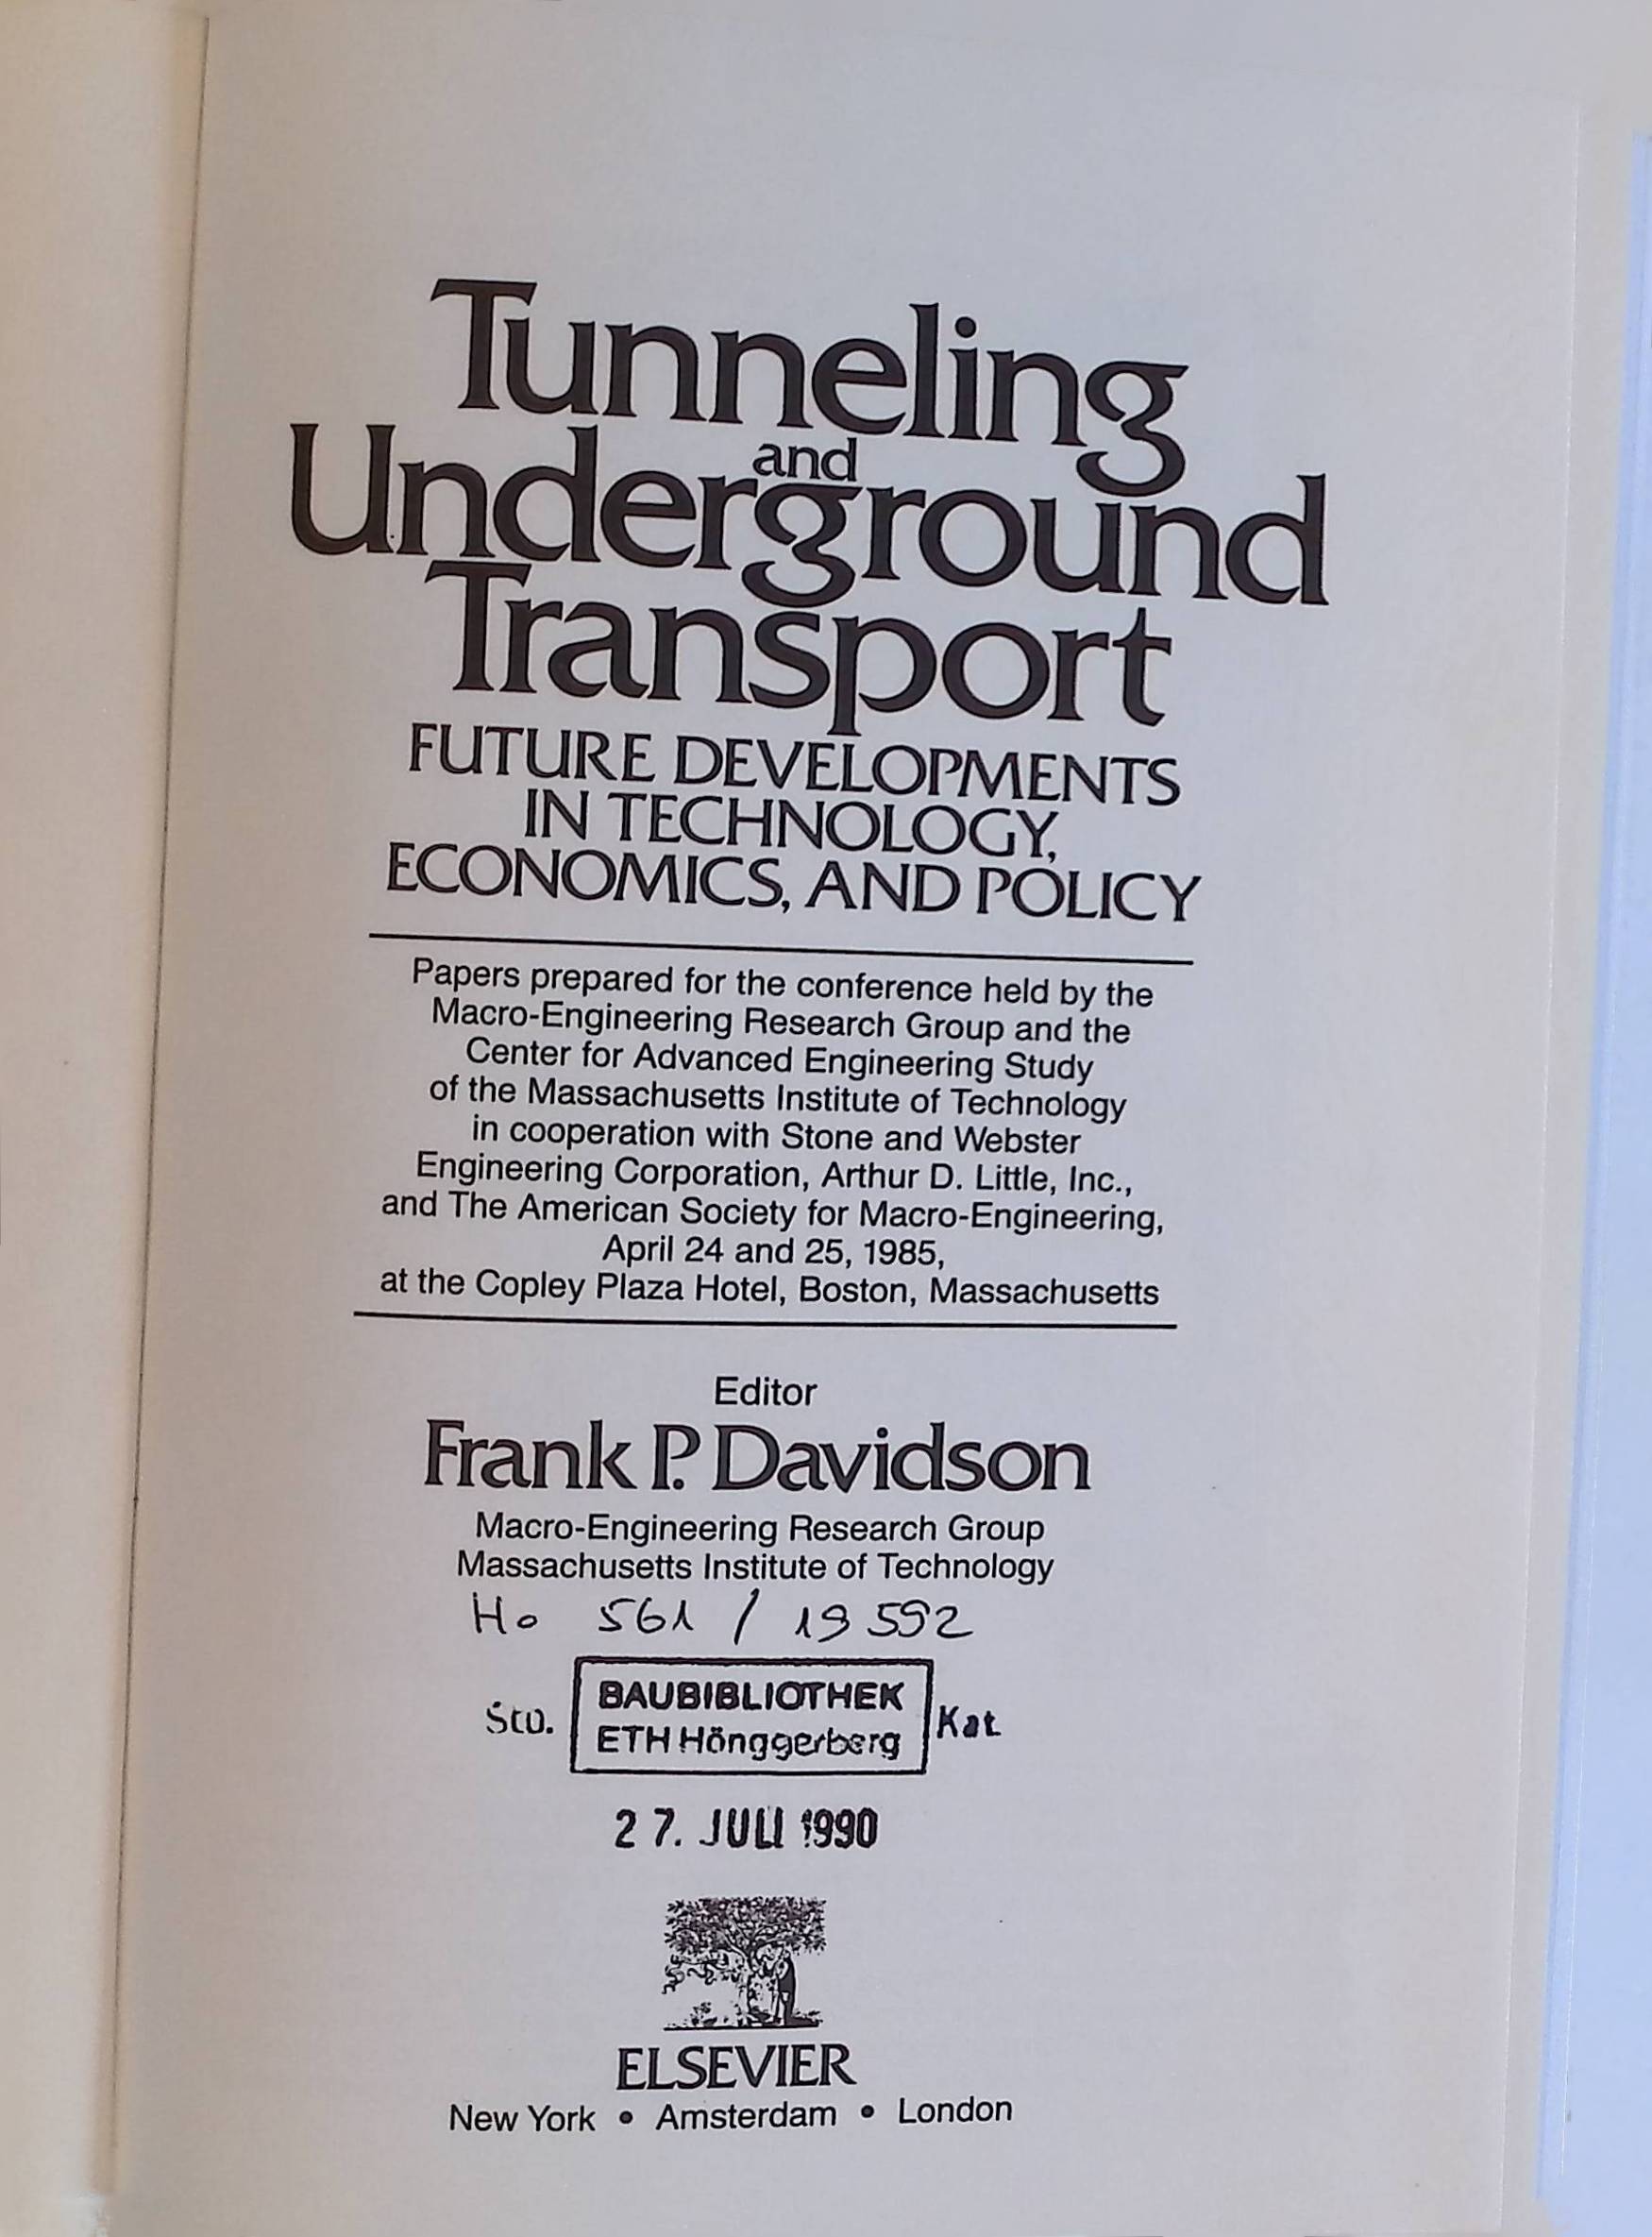 Tunneling
and
Underground
Transport
FUTURE DEVELOPMENTS
IN TECHNOLOGY,
ECONOMICS, AND POLICY
Papers prepared for the conference held by the
Macro-Engineering Research Group and the
Center for Advanced Engineering Study
of the Massachusetts Institute of Technology
in cooperation with Stone and Webster
Engineering Corporation, Arthur D. Little, Inc.,
and The American Society for Macro-Engineering,
April 24 and 25, 1985,
at the Copley Plaza Hotel, Boston, Massachusetts
Editor
Frank P. Davidson
Macro-Engineering Research Group
Massachusetts Institute of Technology
Ho 561 / 19 592
Sto. BAUBIBLIOTHEK Kat
ETH Hönggerberg
27. JULI 1990
ELSEVIER
New York • Amsterdam • London